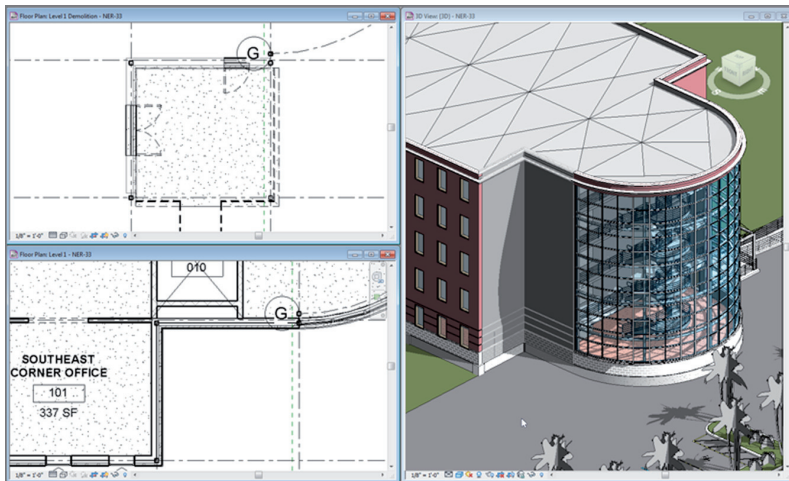 Floor Plan: Level 1 Demolition - NER-33
G
1/8" = 1'-0"
Floor Plan: Level 1 - NER-33
010
G
SOUTHEAST
CORNER OFFICE
101
337 SF
1/8" = 1'-0"
3D View: {3D} - NER-33
1/8" = 1'-0"